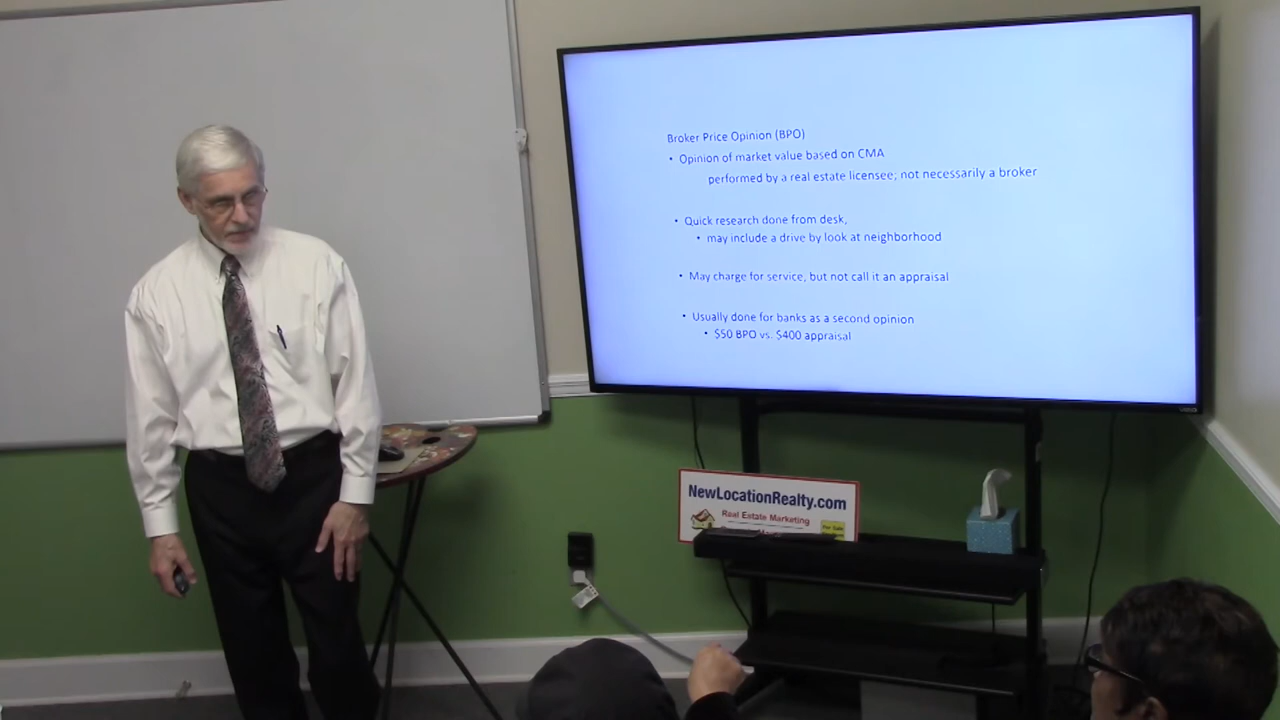 Broker Price Opinion (BPO)
• Opinion of market value based on CMA
performed by a real estate licensee; not necessarily a broker
• Quick research done from desk,
• may include a drive by look at neighborhood
• May charge for service, but not call it an appraisal
• Usually done for banks as a second opinion
• $50 BPO vs. $400 appraisal
VIZIO
NewLocationRealty.com
Real Estate Marketing
For Sale